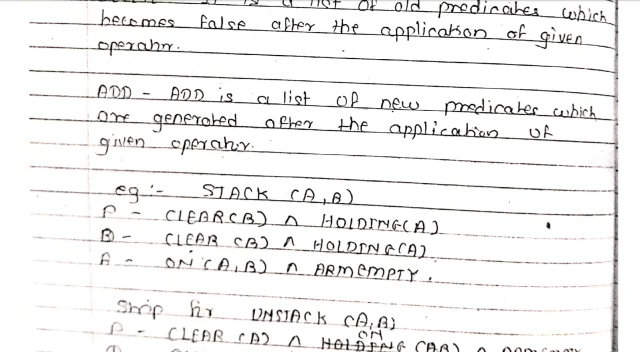 is a list of old predicates which
becomes false after the application of given
operator.
ADD - ADD is a list of new predicates which
are generated after the application of
given operator.
eg :- STACK (A, B)
P - CLEAR (B) ∧ HOLDING (A)
D - CLEAR (B) ∧ HOLDING (A)
A - ON (A, B) ∧ ARMEMPTY.
Strip for UNSTACK (A, B)
ON
P - CLEAR (A) ∧ HOLDING (AB) ∧